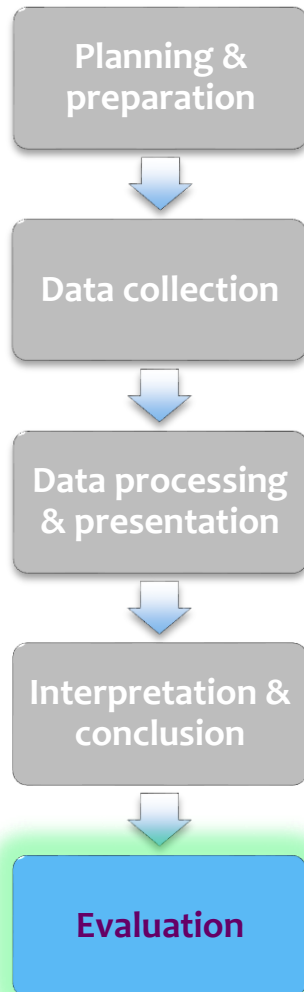 Planning &
preparation
Data collection
Data processing
& presentation
Interpretation &
conclusion
Evaluation